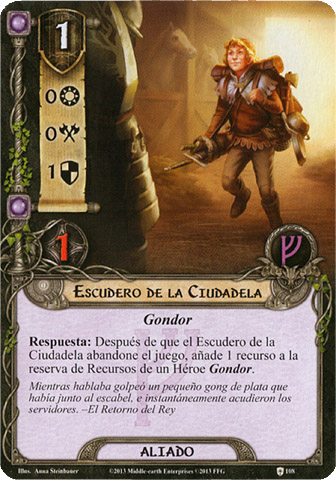 1
0
0
1
1
Escudero de la Ciudadela
Gondor
Respuesta: Después de que el Escudero de la
Ciudadela abandone el juego, añade 1 recurso a la
reserva de Recursos de un Héroe Gondor.
Mientras hablaba golpeó un pequeño gong de plata que
había junto al escabel, e instantáneamente acudieron los
servidores. –El Retorno del Rey
ALIADO
Illus. Anna Steinbauer ©2013 Middle-earth Enterprises ©2013 FFG 108